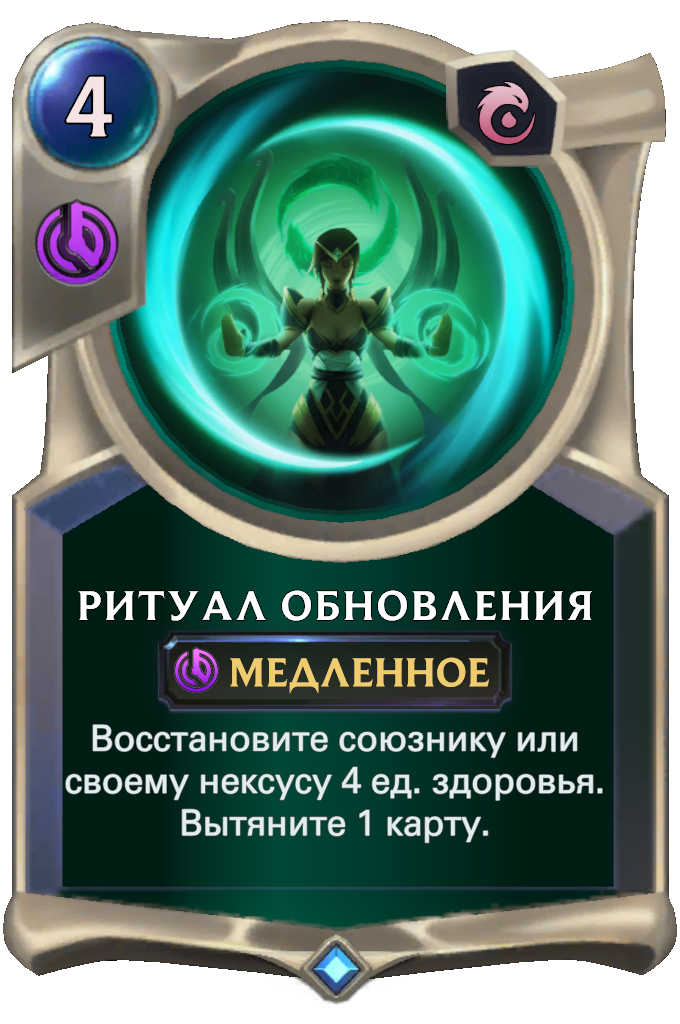 4
РИТУАЛ ОБНОВЛЕНИЯ
МЕДЛЕННОЕ
Восстановите союзнику или
своему нексусу 4 ед. здоровья.
Вытяните 1 карту.